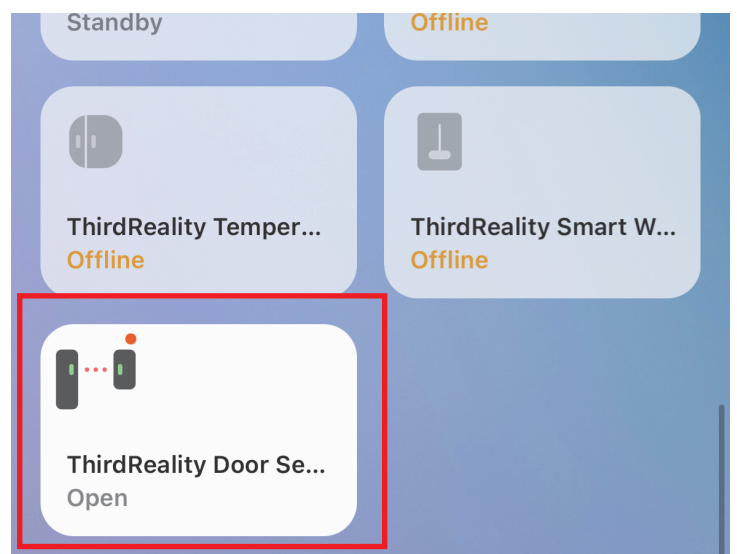 Standby
Offline
ThirdReality Temper...
Offline
ThirdReality Smart W...
Offline
ThirdReality Door Se...
Open